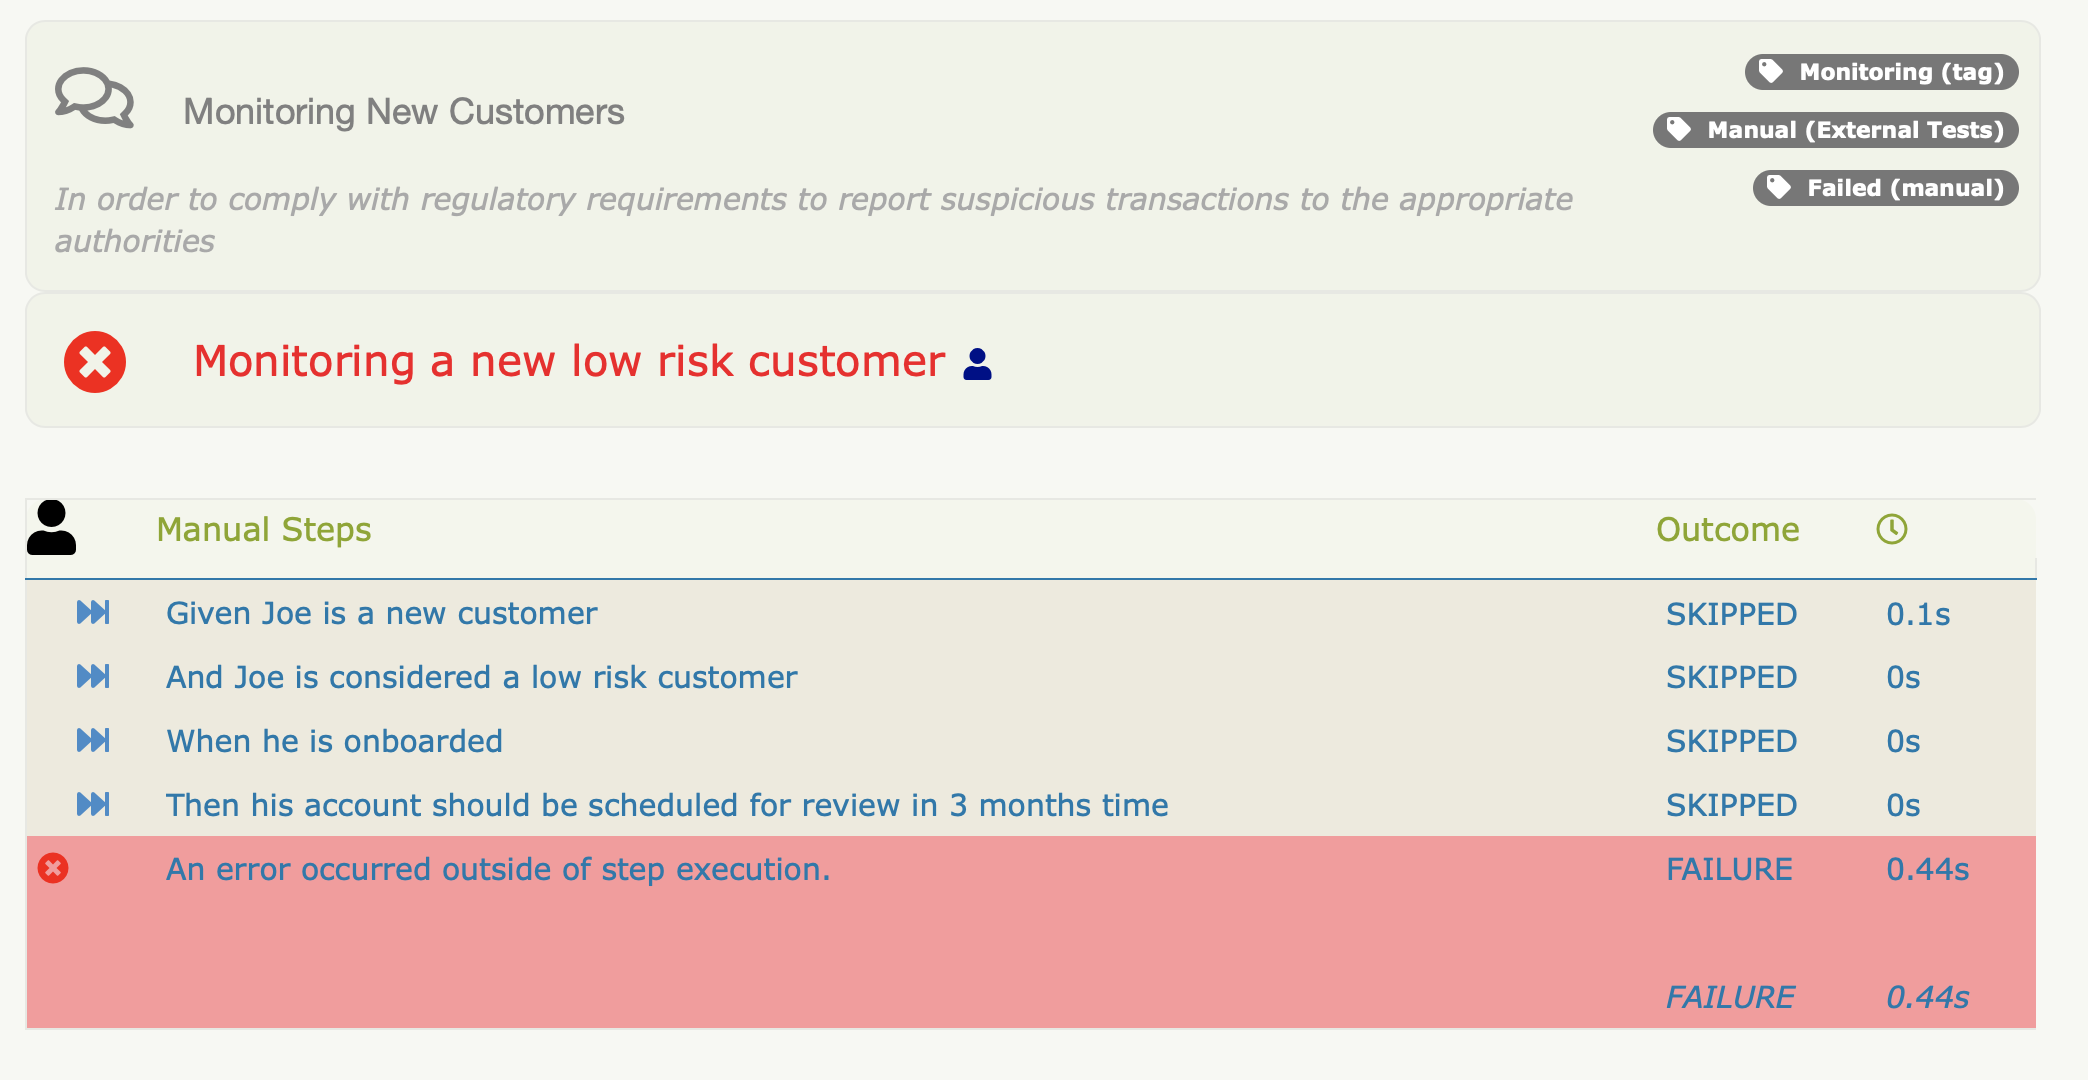 Monitoring New Customers
Monitoring (tag)
Manual (External Tests)
Failed (manual)
In order to comply with regulatory requirements to report suspicious transactions to the appropriate
authorities
Monitoring a new low risk customer
Manual Steps Outcome
Given Joe is a new customer SKIPPED 0.1s
And Joe is considered a low risk customer SKIPPED 0s
When he is onboarded SKIPPED 0s
Then his account should be scheduled for review in 3 months time SKIPPED 0s
An error occurred outside of step execution. FAILURE 0.44s
FAILURE 0.44s